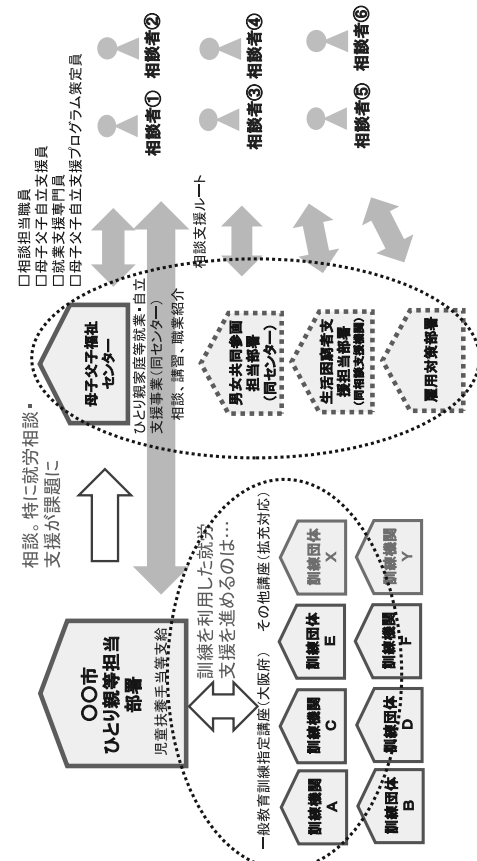 〇〇市
ひとり親等担当
部署
児童扶養手当等支給
相談。特に就労相談・
支援が課題に
母子父子福祉
センター
□相談担当職員
□母子父子自立支援員
□就業支援専門員
□母子父子自立支援プログラム策定員
ひとり親家庭等就業・自立
支援事業（同センター）
相談、講習、職業紹介
相談支援ルート
男女共同参画
担当部署
（同センター）
生活困窮者支
援担当部署
（同相談支援機関）
雇用対策部署
相談者①
相談者②
相談者③
相談者④
相談者⑤
相談者⑥
訓練を利用した就労
支援を進めるのは…
一般教育訓練指定講座（大阪府）
その他講座（拡充対応）
訓練機関
A
訓練機関
C
訓練団体
E
訓練団体
X
訓練団体
B
訓練団体
D
訓練機関
F
訓練機関
Y